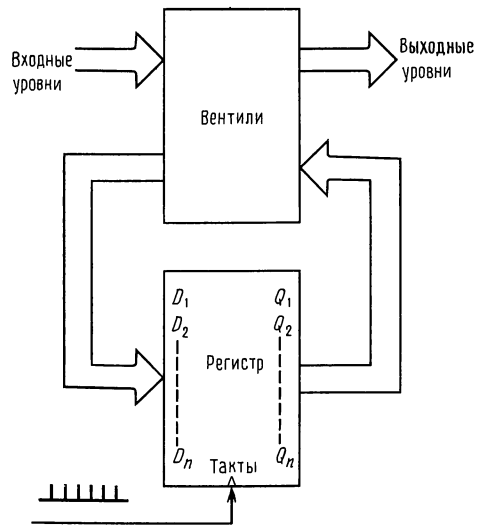 Входные
уровни
Выходные
уровни
Вентили
D1 Q1
D2 Q2
Регистр
Dn Qn
Такты